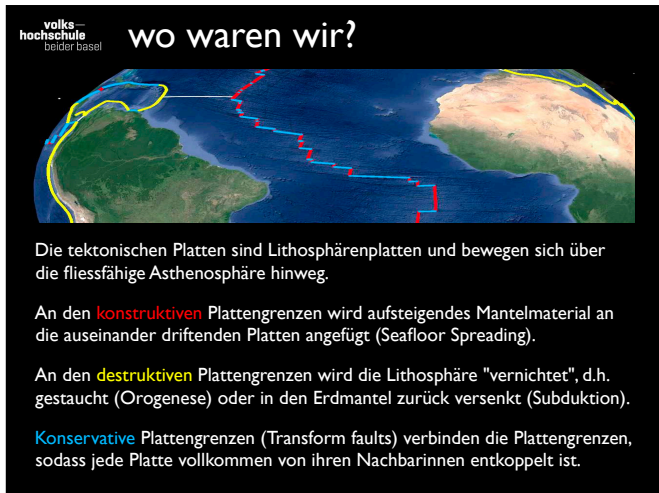 volks–
hochschule
beider basel
wo waren wir?
Die tektonischen Platten sind Lithosphärenplatten und bewegen sich über
die fliessfähige Asthenosphäre hinweg.
An den konstruktiven Plattengrenzen wird aufsteigendes Mantelmaterial an
die auseinander driftenden Platten angefügt (Seafloor Spreading).
An den destruktiven Plattengrenzen wird die Lithosphäre "vernichtet", d.h.
gestaucht (Orogenese) oder in den Erdmantel zurück versenkt (Subduktion).
Konservative Plattengrenzen (Transform faults) verbinden die Plattengrenzen,
sodass jede Platte vollkommen von ihren Nachbarinnen entkoppelt ist.